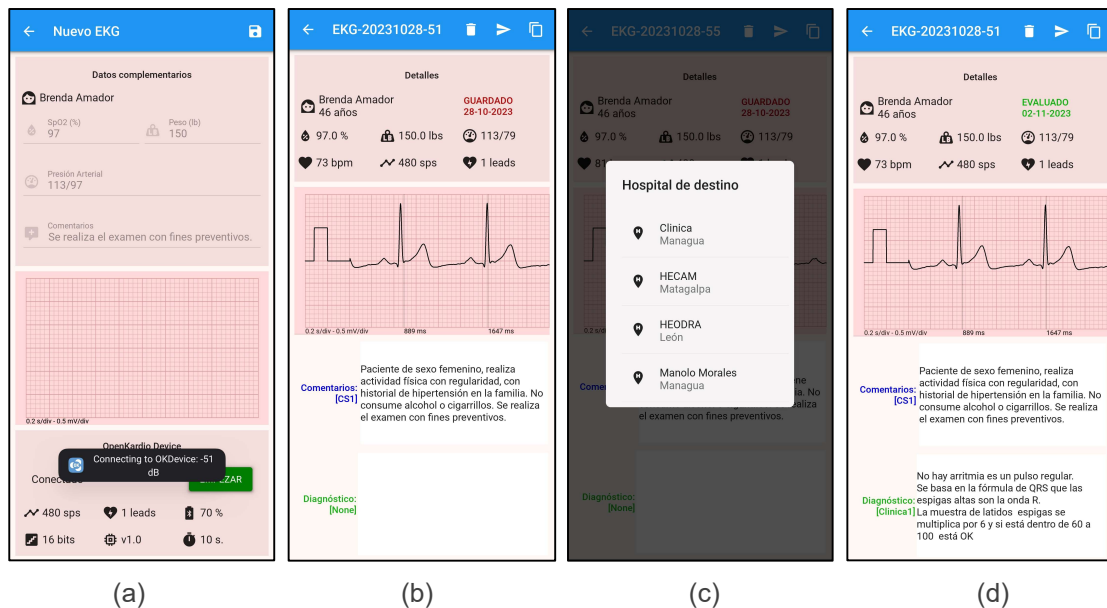 Nuevo EKG
Datos complementarios
Brenda Amador
SpO2 (%)
97
Peso (lb)
150
Presión Arterial
113/97
Comentarios
Se realiza el examen con fines preventivos.
0.2 s/div - 0.5 mV/div
OpenKardio Device
Connecting to OKDevice: -51
dB
480 sps
1 leads
70 %
16 bits
v1.0
10 s.
(a)
EKG-20231028-51
Detalles
Brenda Amador
46 años
GUARDADO
28-10-2023
97.0 %
150.0 lbs
113/79
73 bpm
480 sps
1 leads
0.2 s/div - 0.5 mV/div
889 ms
1647 ms
Comentarios:
[CS1]
Paciente de sexo femenino, realiza
actividad física con regularidad, con
historial de hipertensión en la familia. No
consume alcohol o cigarrillos. Se realiza
el examen con fines preventivos.
Diagnóstico:
[None]
(b)
EKG-20231028-55
Detalles
Brenda Amador
46 años
GUARDADO
28-10-2023
97.0 %
150.0 lbs
113/79
Hospital de destino
Clinica
Managua
HECAM
Matagalpa
HEODRA
León
Manolo Morales
Managua
el examen con fines preventivos.
Diagnóstico:
[None]
(c)
EKG-20231028-51
Detalles
Brenda Amador
46 años
EVALUADO
02-11-2023
97.0 %
150.0 lbs
113/79
73 bpm
480 sps
1 leads
0.2 s/div - 0.5 mV/div
889 ms
1647 ms
Comentarios:
[CS1]
Paciente de sexo femenino, realiza
actividad física con regularidad, con
historial de hipertensión en la familia. No
consume alcohol o cigarrillos. Se realiza
el examen con fines preventivos.
Diagnóstico:
[Clinica1]
No hay arritmia es un pulso regular.
Se basa en la fórmula de QRS que las
espigas altas son la onda R.
La muestra de latidos espigas se
multiplica por 6 y si está dentro de 60 a
100 está OK
(d)